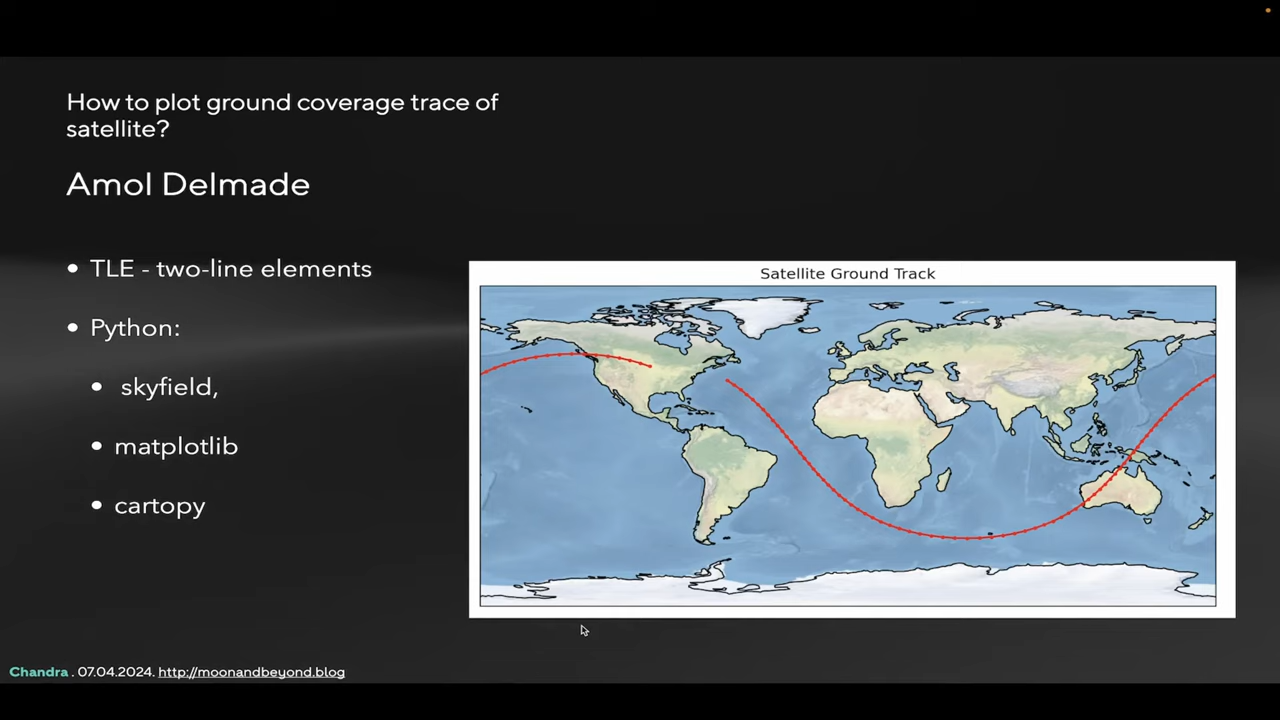 How to plot ground coverage trace of
satellite?
Amol Delmade
• TLE - two-line elements
• Python:
• skyfield,
• matplotlib
• cartopy
Satellite Ground Track
Chandra . 07.04.2024. http://moonandbeyond.blog